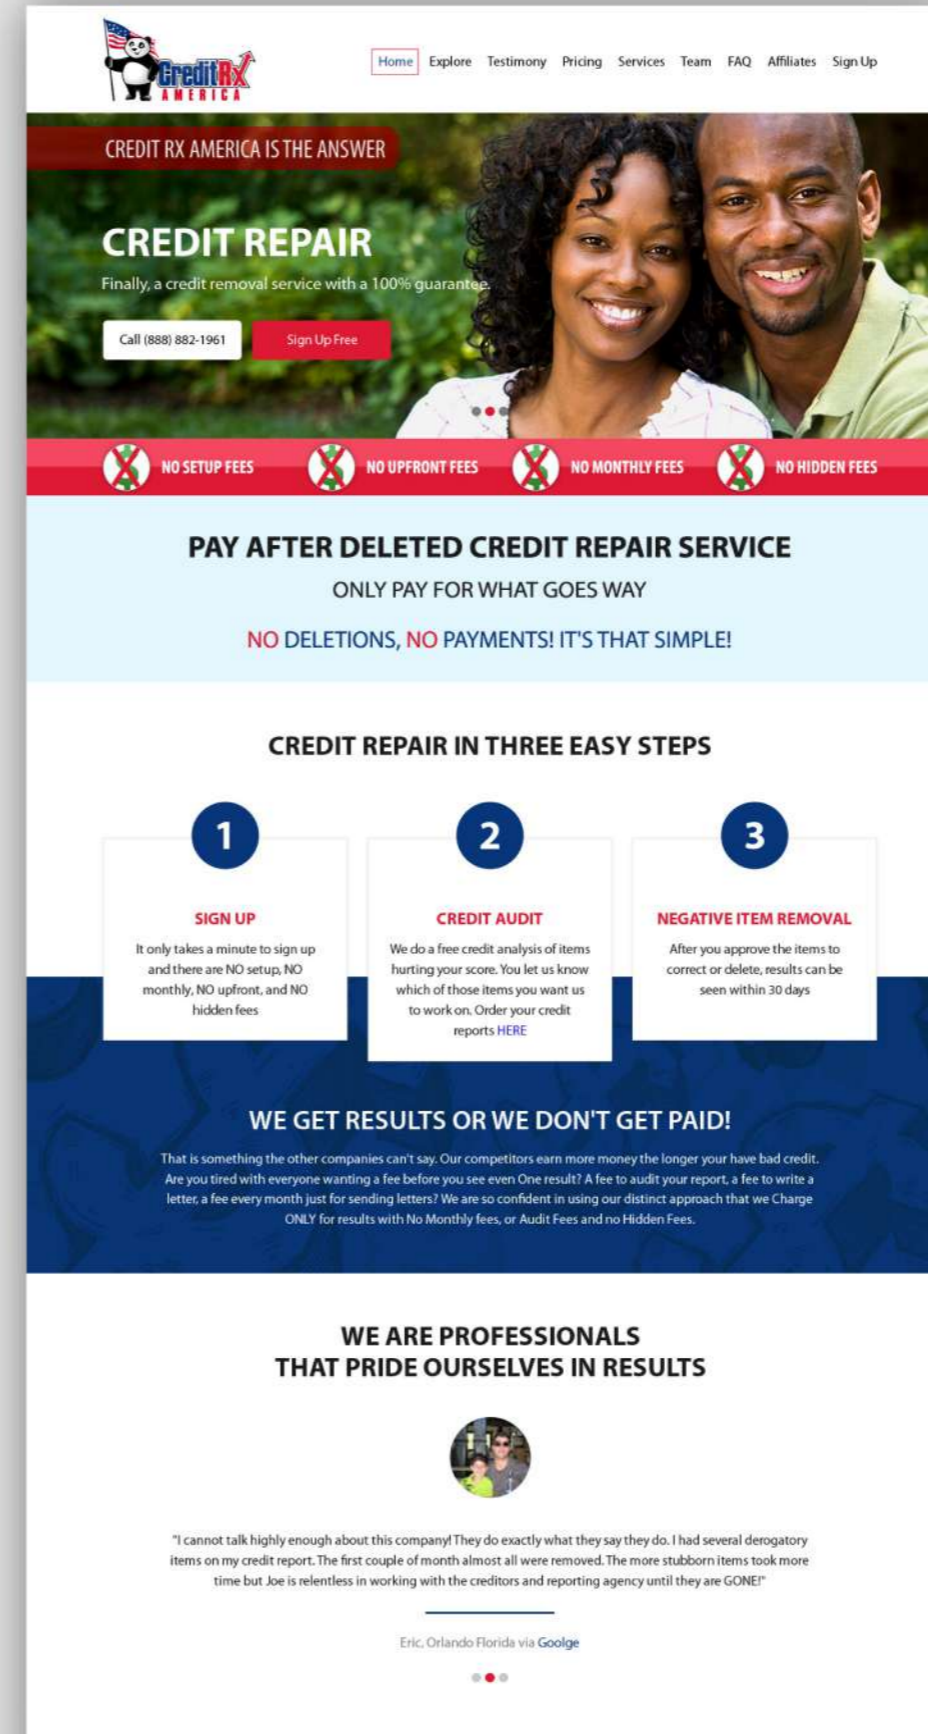 CreditRx
AMERICA
Home Explore Testimony Pricing Services Team FAQ Affiliates Sign Up
CREDIT RX AMERICA IS THE ANSWER
CREDIT REPAIR
Finally, a credit removal service with a 100% guarantee.
Call (888) 882-1961 Sign Up Free
NO SETUP FEES NO UPFRONT FEES NO MONTHLY FEES NO HIDDEN FEES
PAY AFTER DELETED CREDIT REPAIR SERVICE
ONLY PAY FOR WHAT GOES WAY
NO DELETIONS, NO PAYMENTS! IT'S THAT SIMPLE!
CREDIT REPAIR IN THREE EASY STEPS
1
SIGN UP
It only takes a minute to sign up
and there are NO setup, NO
monthly, NO upfront, and NO
hidden fees
2
CREDIT AUDIT
We do a free credit analysis of items
hurting your score. You let us know
which of those items you want us
to work on. Order your credit
reports HERE
3
NEGATIVE ITEM REMOVAL
After you approve the items to
correct or delete, results can be
seen within 30 days
WE GET RESULTS OR WE DON'T GET PAID!
That is something the other companies can't say. Our competitors earn more money the longer your have bad credit.
Are you tired with everyone wanting a fee before you see even One result? A fee to audit your report, a fee to write a
letter, a fee every month just for sending letters? We are so confident in using our distinct approach that we Charge
ONLY for results with No Monthly fees, or Audit Fees and no Hidden Fees.
WE ARE PROFESSIONALS
THAT PRIDE OURSELVES IN RESULTS
"I cannot talk highly enough about this company! They do exactly what they say they do. I had several derogatory
items on my credit report. The first couple of month almost all were removed. The more stubborn items took more
time but Joe is relentless in working with the creditors and reporting agency until they are GONE!"
Eric, Orlando Florida via Goolge